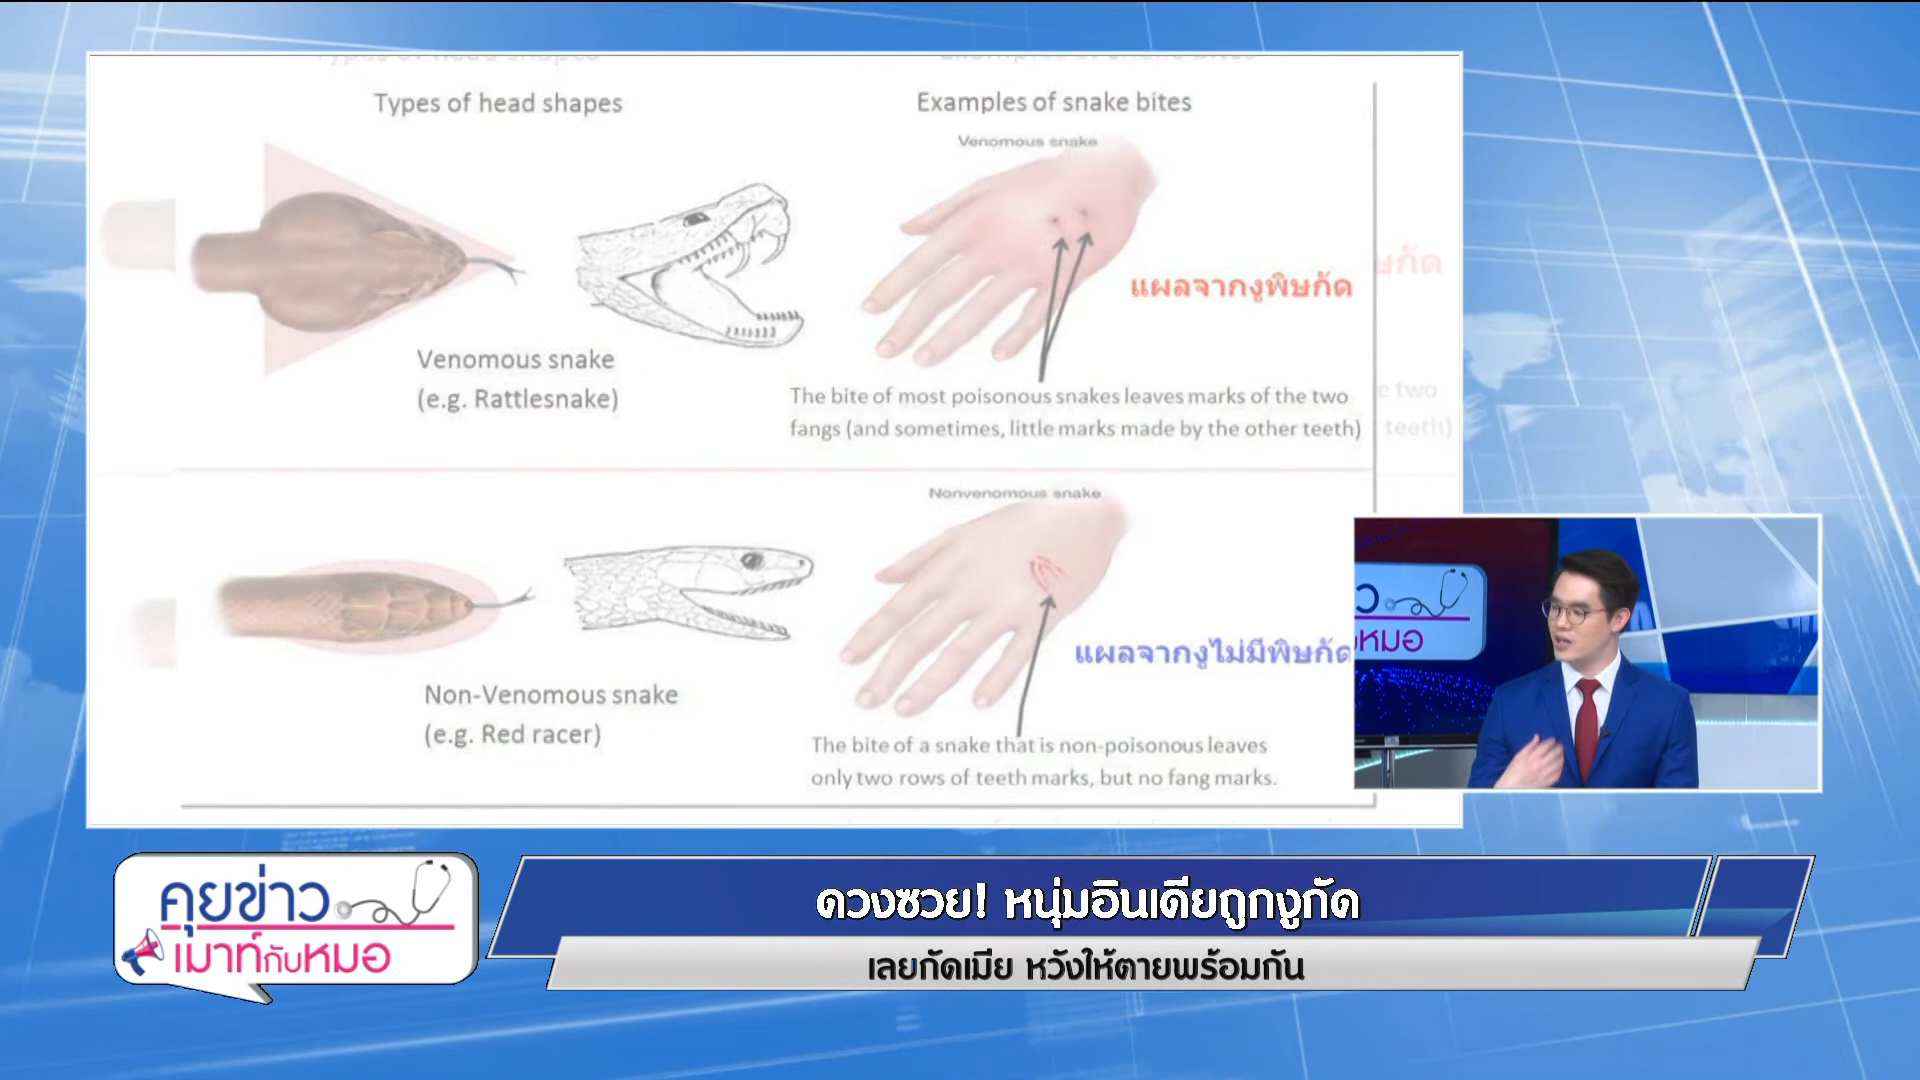 Types of head shapes
Examples of snake bites
Venomous snake
แผลจากงูพิษกัด
Venomous snake
(e.g. Rattlesnake)
The bite of most poisonous snakes leaves marks of the two
fangs (and sometimes, little marks made by the other teeth)
Nonvenomous snake
แผลจากงูไม่มีพิษกัด
Non-Venomous snake
(e.g. Red racer)
The bite of a snake that is non-poisonous leaves
only two rows of teeth marks, but no fang marks.
คุยข่าว
เมาท์กับหมอ
ดวงซวย! หนุ่มอินเดียถูกงูกัด
เลยกัดเมีย หวังให้ตายพร้อมกัน